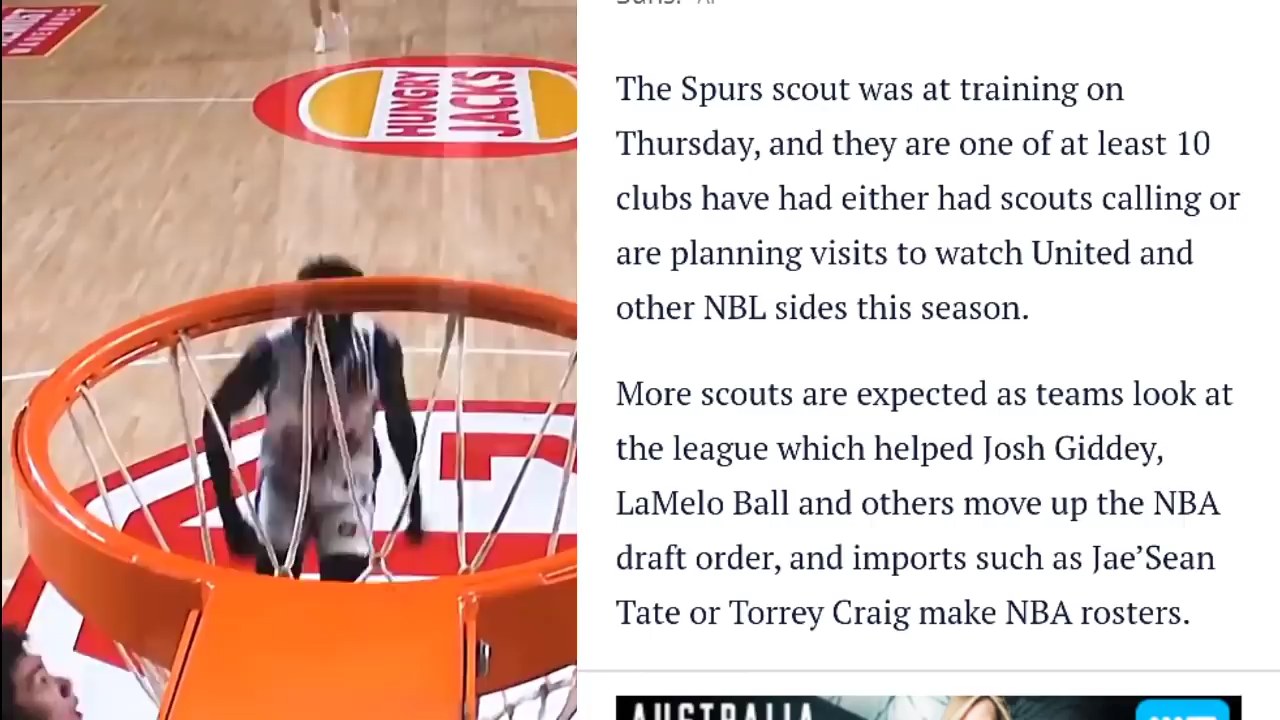 HUNGRY
JACKS
The Spurs scout was at training on
Thursday, and they are one of at least 10
clubs have had either had scouts calling or
are planning visits to watch United and
other NBL sides this season.
More scouts are expected as teams look at
the league which helped Josh Giddey,
LaMelo Ball and others move up the NBA
draft order, and imports such as Jae’Sean
Tate or Torrey Craig make NBA rosters.
AUSTRALIA